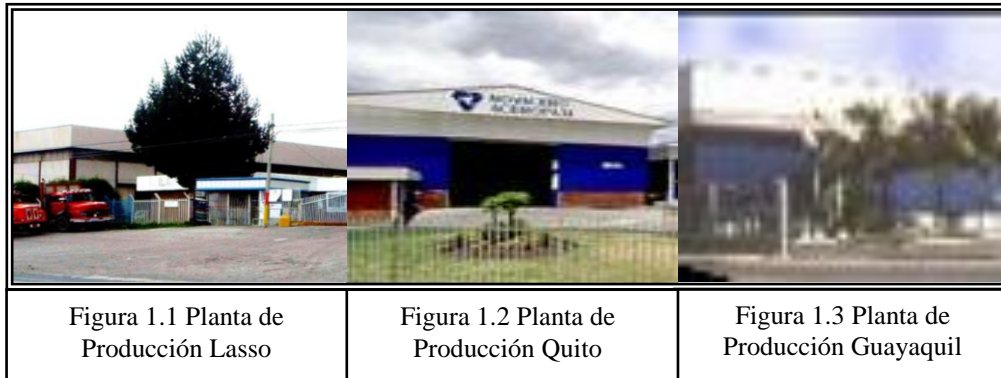 Figura 1.1 Planta de
Producción Lasso
Figura 1.2 Planta de
Producción Quito
Figura 1.3 Planta de
Producción Guayaquil